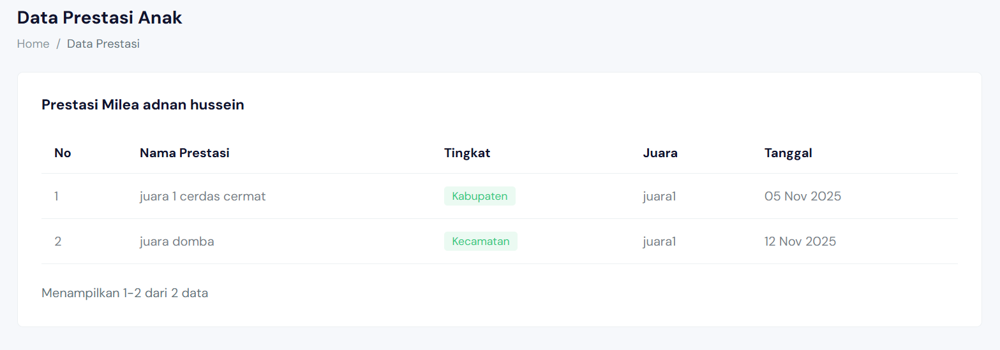 Data Prestasi Anak
Home / Data Prestasi
Prestasi Milea adnan hussein
No Nama Prestasi Tingkat Juara Tanggal
1 juara 1 cerdas cermat Kabupaten juara1 05 Nov 2025
2 juara domba Kecamatan juara1 12 Nov 2025
Menampilkan 1-2 dari 2 data